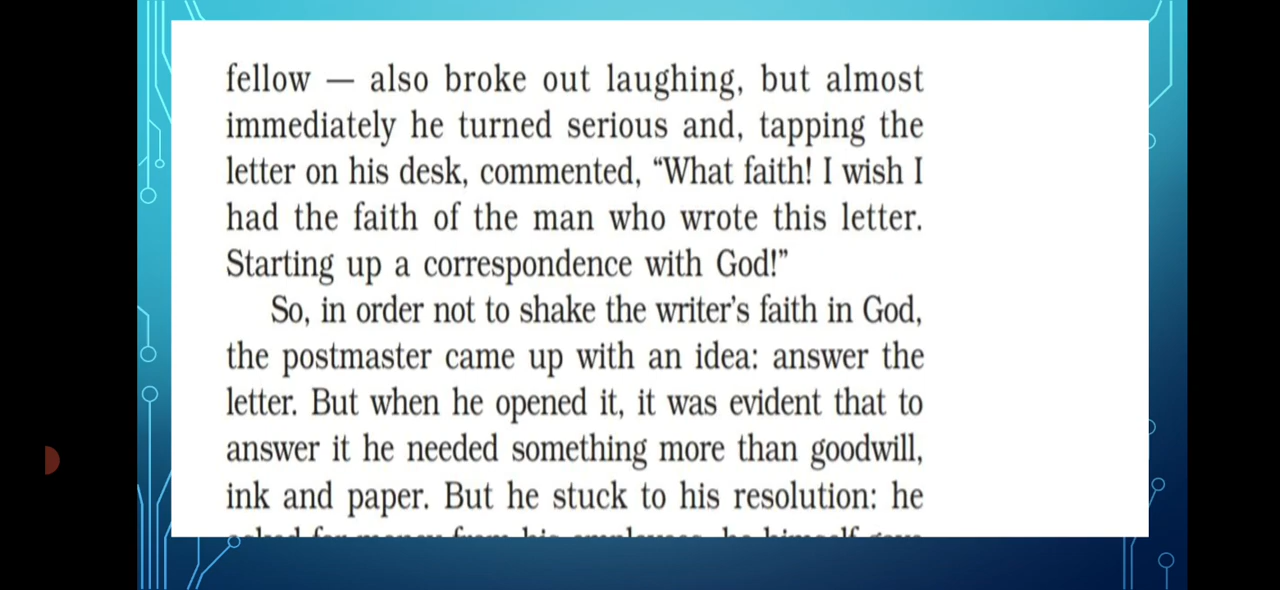 fellow — also broke out laughing, but almost
immediately he turned serious and, tapping the
letter on his desk, commented, “What faith! I wish I
had the faith of the man who wrote this letter.
Starting up a correspondence with God!”
So, in order not to shake the writer’s faith in God,
the postmaster came up with an idea: answer the
letter. But when he opened it, it was evident that to
answer it he needed something more than goodwill,
ink and paper. But he stuck to his resolution: he